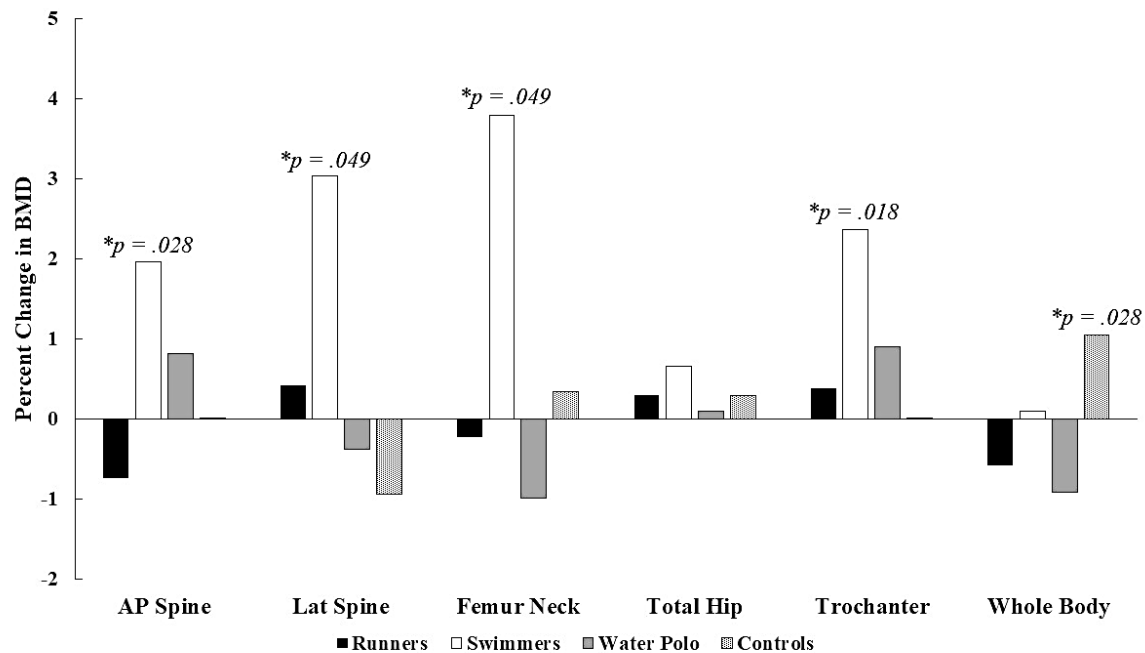 Percent Change in BMD
5
4
3
2
1
0
-1
-2
*p = .028
*p = .049
*p = .049
*p = .018
*p = .028
AP Spine Lat Spine Femur Neck Total Hip Trochanter Whole Body
Runners Swimmers Water Polo Controls